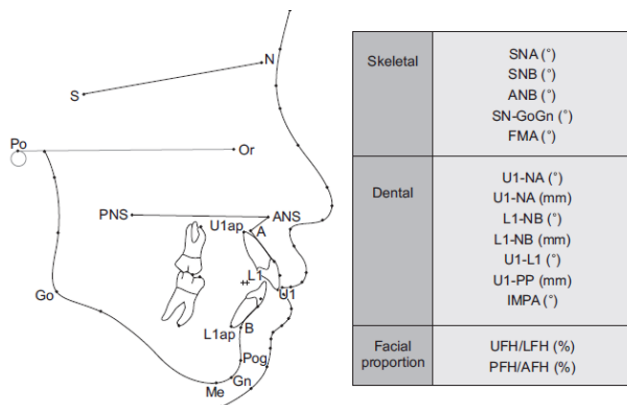 N
S
Po
Or
PNS
ANS
U1ap
A
L1
U1
Go
L1ap
B
Pog
Gn
Me
Skeletal
SNA (°)
SNB (°)
ANB (°)
SN-GoGn (°)
FMA (°)
Dental
U1-NA (°)
U1-NA (mm)
L1-NB (°)
L1-NB (mm)
U1-L1 (°)
U1-PP (mm)
IMPA (°)
Facial
proportion
UFH/LFH (%)
PFH/AFH (%)